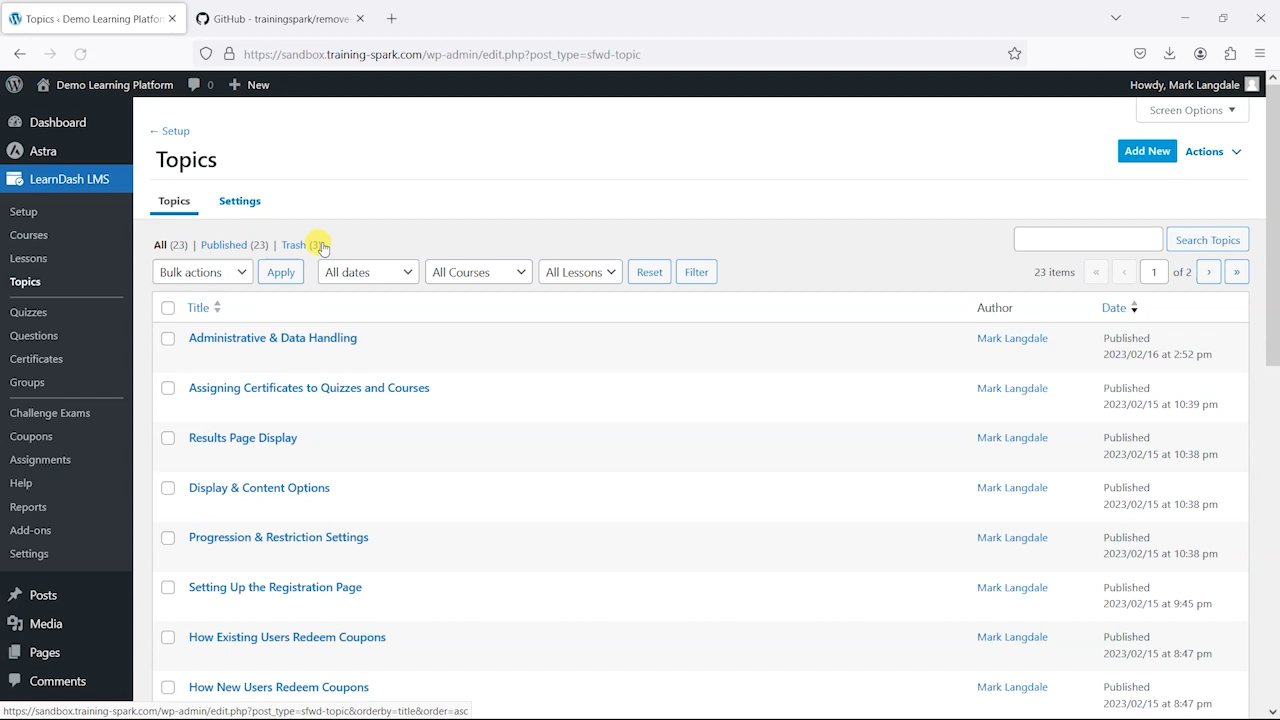 Topics ‹ Demo Learning Platfor
GitHub - trainingspark/remove-
https://sandbox.training-spark.com/wp-admin/edit.php?post_type=sfwd-topic
Demo Learning Platform 0 New
Howdy, Mark Langdale
Dashboard
Astra
LearnDash LMS
Setup
Courses
Lessons
Topics
Quizzes
Questions
Certificates
Groups
Challenge Exams
Coupons
Assignments
Help
Reports
Add-ons
Settings
Posts
Media
Pages
Comments
Screen Options
← Setup
Topics
Add New Actions
Topics Settings
All (23) | Published (23) | Trash (3)
Search Topics
Bulk actions Apply All dates All Courses All Lessons Reset Filter
23 items « ‹ 1 of 2 › »
Title Author Date
Administrative & Data Handling Mark Langdale Published
2023/02/16 at 2:52 pm
Assigning Certificates to Quizzes and Courses Mark Langdale Published
2023/02/15 at 10:39 pm
Results Page Display Mark Langdale Published
2023/02/15 at 10:38 pm
Display & Content Options Mark Langdale Published
2023/02/15 at 10:38 pm
Progression & Restriction Settings Mark Langdale Published
2023/02/15 at 10:38 pm
Setting Up the Registration Page Mark Langdale Published
2023/02/15 at 9:45 pm
How Existing Users Redeem Coupons Mark Langdale Published
2023/02/15 at 8:47 pm
How New Users Redeem Coupons Mark Langdale Published
2023/02/15 at 8:47 pm
https://sandbox.training-spark.com/wp-admin/edit.php?post_type=sfwd-topic&orderby=title&order=asc